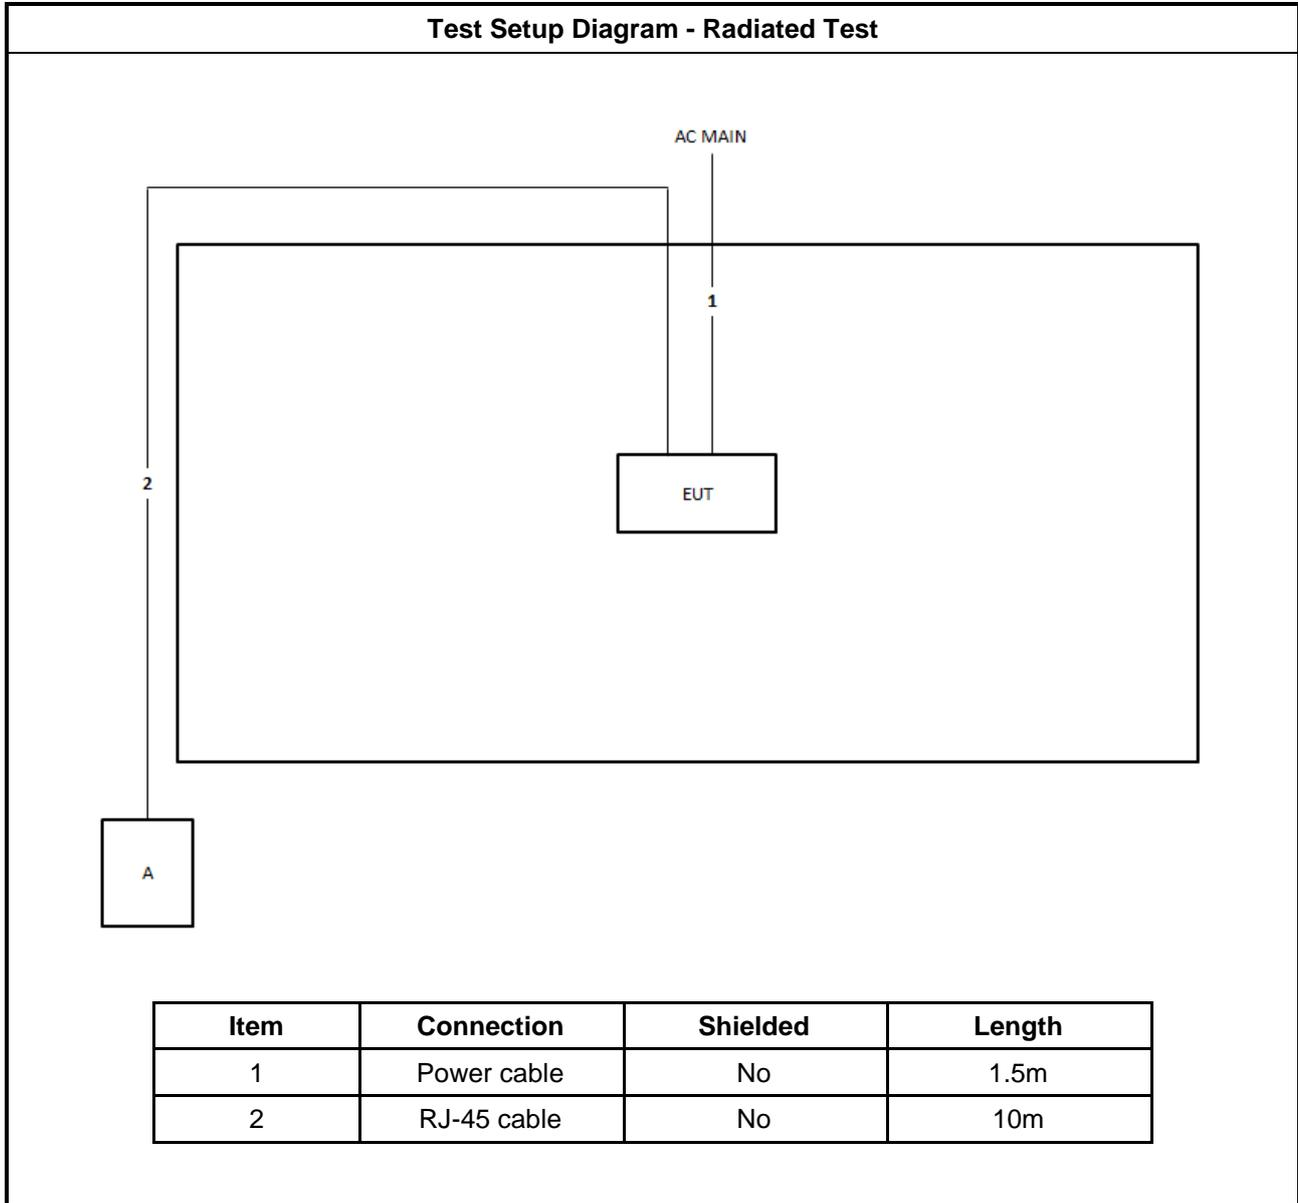 Test Setup Diagram - Radiated Test
AC MAIN
1
2
EUT
A
Item Connection Shielded Length
1 Power cable No 1.5m
2 RJ-45 cable No 10m